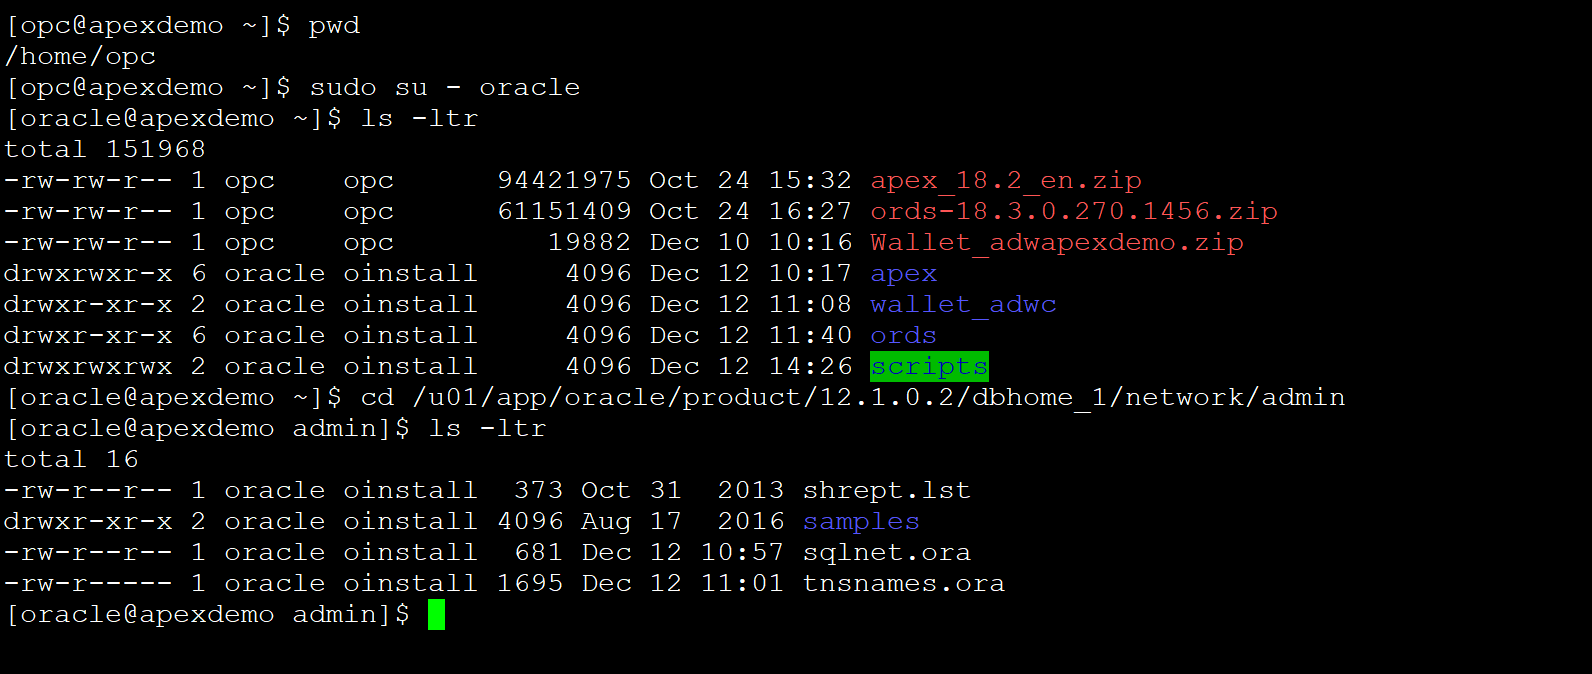 [opc@apexdemo ~]$ pwd
/home/opc
[opc@apexdemo ~]$ sudo su - oracle
[oracle@apexdemo ~]$ ls -ltr
total 151968
-rw-rw-r-- 1 opc    opc      94421975 Oct 24 15:32 apex_18.2_en.zip
-rw-rw-r-- 1 opc    opc      61151409 Oct 24 16:27 ords-18.3.0.270.1456.zip
-rw-rw-r-- 1 opc    opc         19882 Dec 10 10:16 Wallet_adwapexdemo.zip
drwxrwxr-x 6 oracle oinstall     4096 Dec 12 10:17 apex
drwxr-xr-x 2 oracle oinstall     4096 Dec 12 11:08 wallet_adwc
drwxr-xr-x 6 oracle oinstall     4096 Dec 12 11:40 ords
drwxrwxrwx 2 oracle oinstall     4096 Dec 12 14:26 scripts
[oracle@apexdemo ~]$ cd /u01/app/oracle/product/12.1.0.2/dbhome_1/network/admin
[oracle@apexdemo admin]$ ls -ltr
total 16
-rw-r--r-- 1 oracle oinstall  373 Oct 31  2013 shrept.lst
drwxr-xr-x 2 oracle oinstall 4096 Aug 17  2016 samples
-rw-r--r-- 1 oracle oinstall  681 Dec 12 10:57 sqlnet.ora
-rw-r----- 1 oracle oinstall 1695 Dec 12 11:01 tnsnames.ora
[oracle@apexdemo admin]$